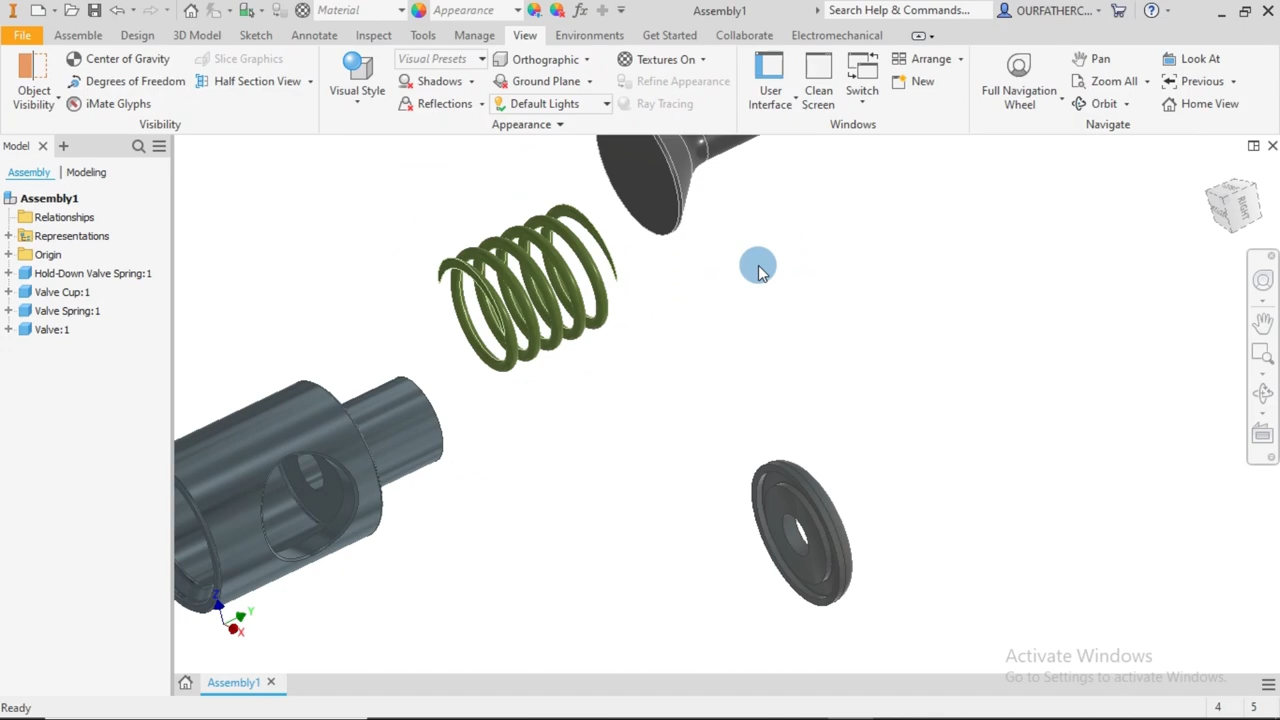 Material
Appearance
Assembly1
Search Help & Commands...
OURFATHERC...
File
Assemble
Design
3D Model
Sketch
Annotate
Inspect
Tools
Manage
View
Environments
Get Started
Collaborate
Electromechanical
Object
Visibility
Center of Gravity
Degrees of Freedom
iMate Glyphs
Slice Graphics
Half Section View
Visibility
Visual Style
Visual Presets
Shadows
Reflections
Orthographic
Ground Plane
Default Lights
Textures On
Refine Appearance
Ray Tracing
Appearance
User
Interface
Clean
Screen
Switch
Arrange
New
Windows
Full Navigation
Wheel
Pan
Zoom All
Orbit
Look At
Previous
Home View
Navigate
Model
Assembly
Modeling
Assembly1
Relationships
Representations
Origin
Hold-Down Valve Spring:1
Valve Cup:1
Valve Spring:1
Valve:1
RIGHT
Z
Y
X
Activate Windows
Go to Settings to activate Windows.
Assembly1
Ready
4
5